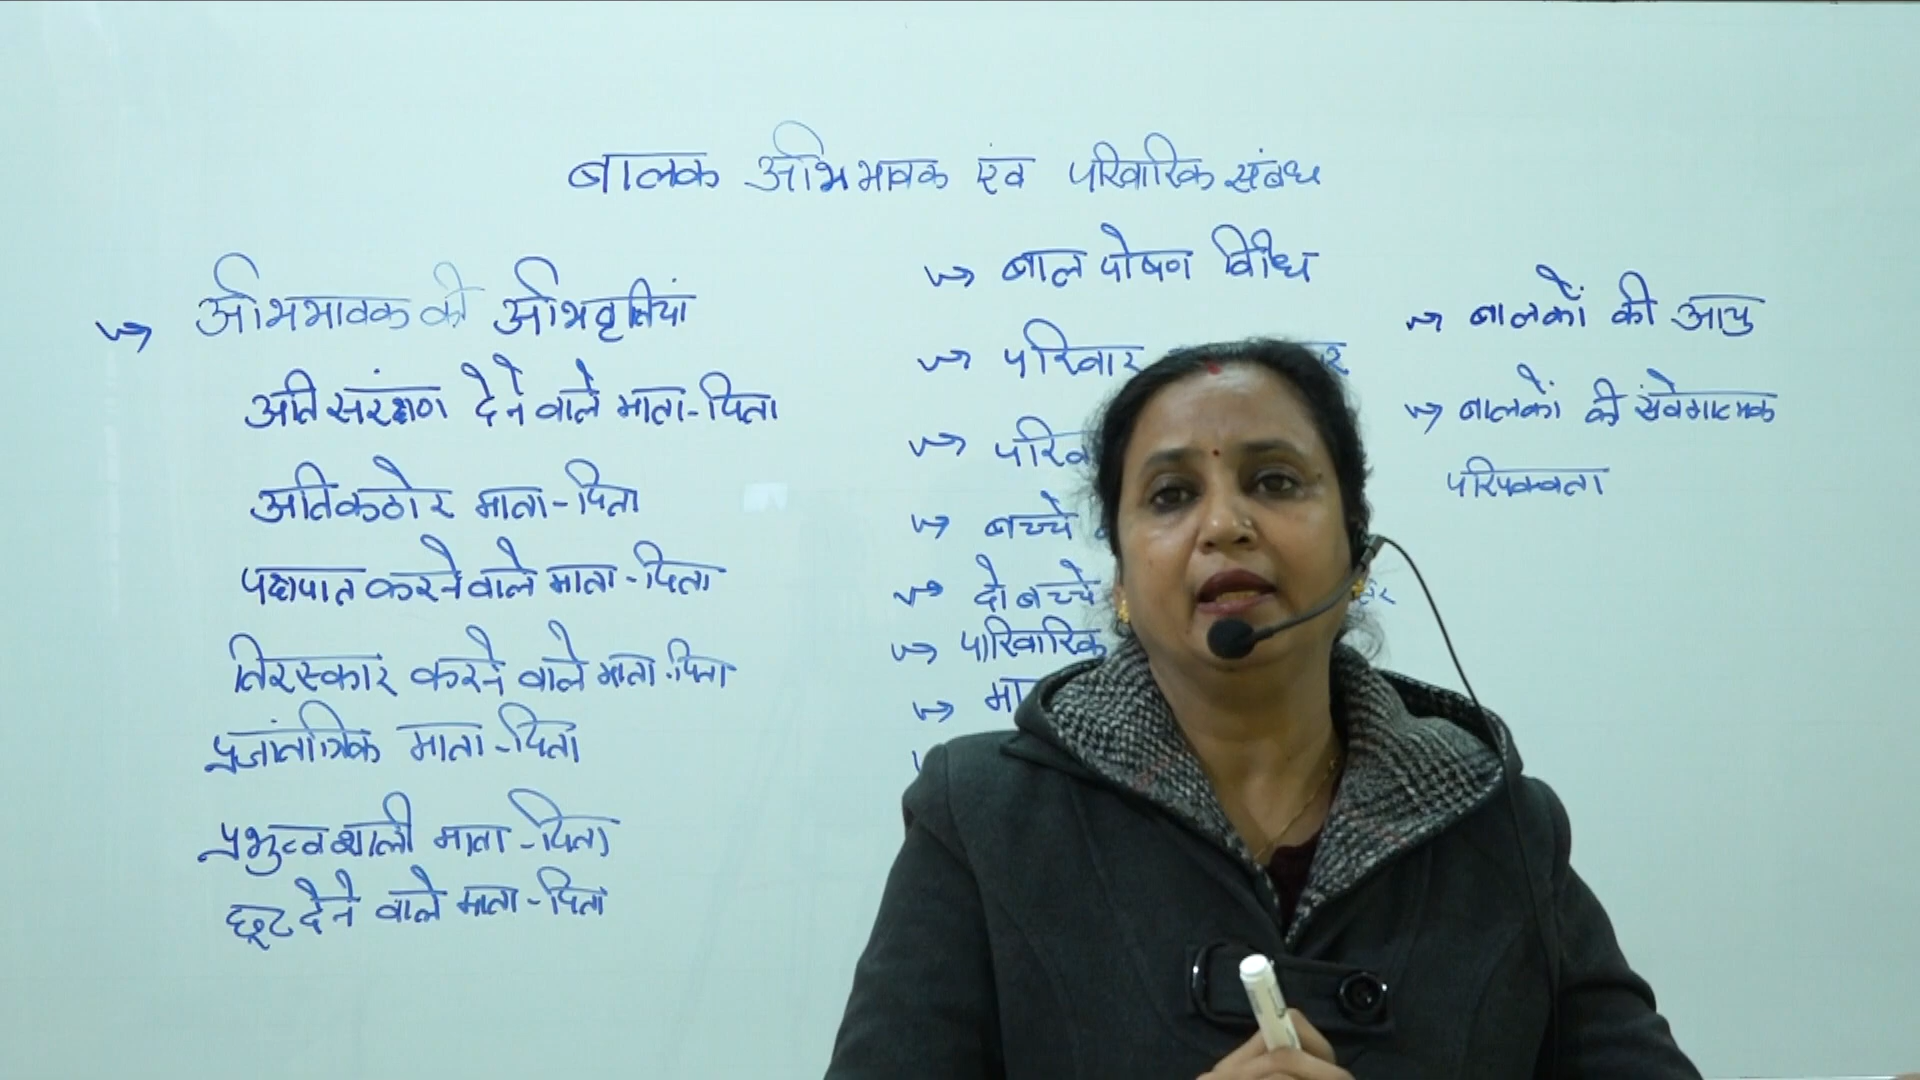 बालक अभिभावक एंव परिवारिक संबंध
अभिभावक की अभिवृत्तियां
अति संरक्षण देने वाले माता-पिता
अतिकठोर माता-पिता
पक्षपात करने वाले माता-पिता
तिरस्कार करने वाले माता-पिता
प्रजातांत्रिक माता-पिता
प्रभुत्वशाली माता-पिता
छूट देने वाले माता-पिता
बाल पोषण विधि
परिवार
बच्चे
दो बच्चे
पारिवारिक
बालकों की आयु
बालकों की संवेगात्मक
परिपक्वता